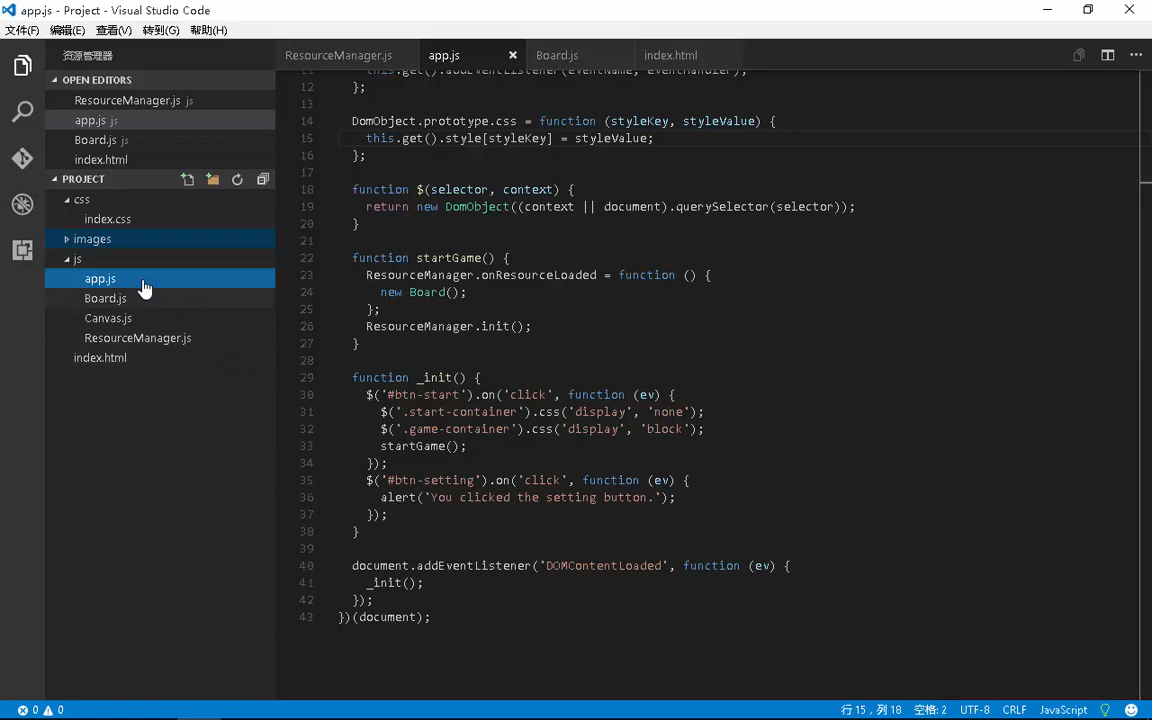 app.js - Project - Visual Studio Code
文件(F) 编辑(E) 查看(V) 转到(G) 帮助(H)
资源管理器
OPEN EDITORS
ResourceManager.js js
app.js js
Board.js js
index.html
PROJECT
css
index.css
images
js
app.js
Board.js
Canvas.js
ResourceManager.js
index.html
ResourceManager.js app.js Board.js index.html
11 this.get().addEventListener(eventName, eventHandler);
12 };
13
14 DomObject.prototype.css = function (styleKey, styleValue) {
15 this.get().style[styleKey] = styleValue;
16 };
17
18 function $(selector, context) {
19 return new DomObject((context || document).querySelector(selector));
20 }
21
22 function startGame() {
23 ResourceManager.onResourceLoaded = function () {
24 new Board();
25 };
26 ResourceManager.init();
27 }
28
29 function _init() {
30 $('#btn-start').on('click', function (ev) {
31 $('.start-container').css('display', 'none');
32 $('.game-container').css('display', 'block');
33 startGame();
34 });
35 $('#btn-setting').on('click', function (ev) {
36 alert('You clicked the setting button.');
37 });
38 }
39
40 document.addEventListener('DOMContentLoaded', function (ev) {
41 _init();
42 });
43 })(document);
0 0 行 15，列 18 空格: 2 UTF-8 CRLF JavaScript